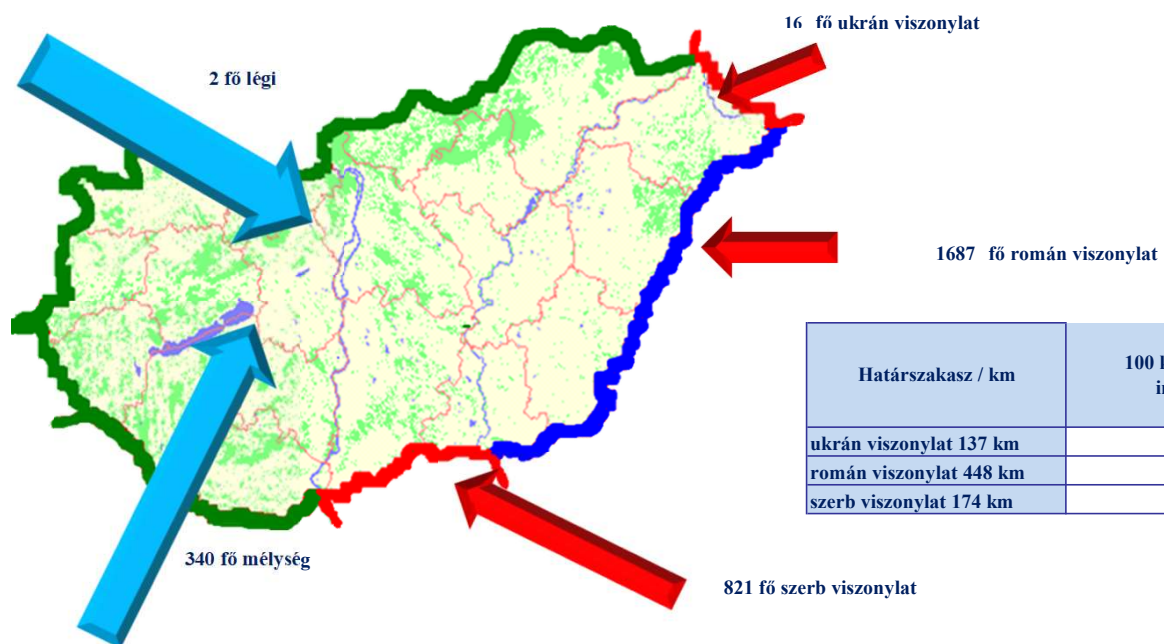 16 fő ukrán viszonylat
2 fő légi
1687 fő román viszonylat
Határszakasz / km
100
ukrán viszonylat 137 km
román viszonylat 448 km
szerb viszonylat 174 km
340 fő mélység
821 fő szerb viszonylat